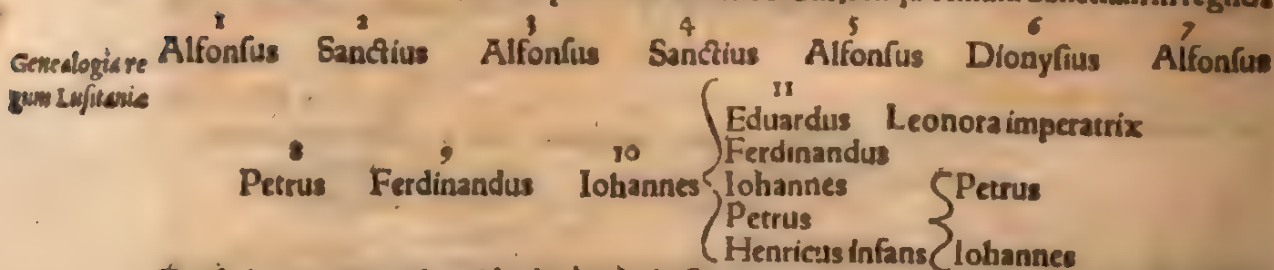 1 2 3 4 5 6 7
Genealogia re Alfonſus Sanctius Alfonſus Sanctius Alfonſus Dionyſius Alfonſus
gum Luſitaniæ
11
Eduardus Leonora imperatrix
8 9 10 Ferdinandus
Petrus Ferdinandus Iohannes Iohannes Petrus
Petrus
Henricus infans Iohannes